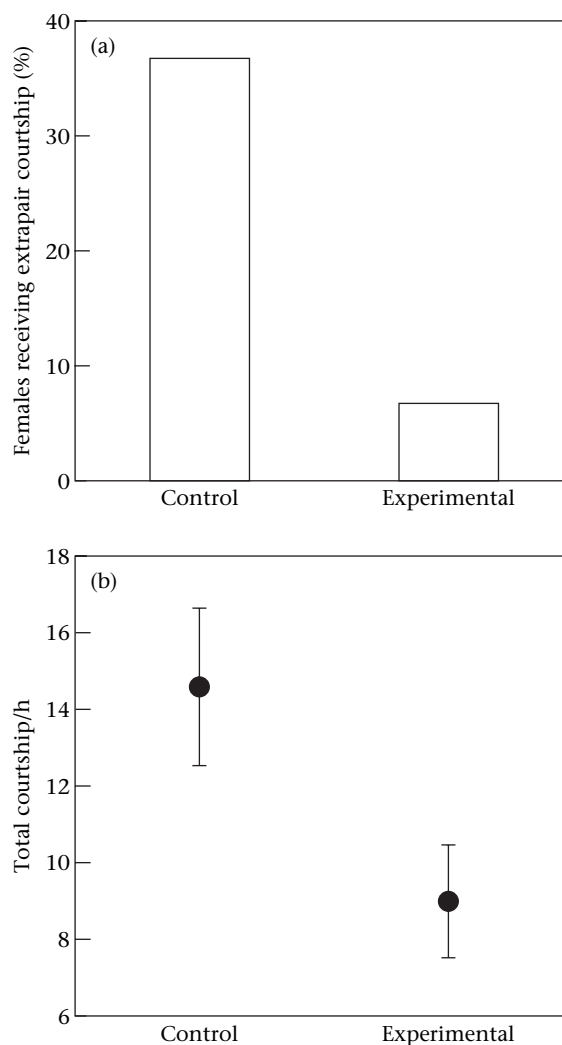 (a)
Females receiving extrapair courtship (%)
40
30
20
10
0
Control Experimental
(b)
Total courtship/h
18
16
14
12
10
8
6
Control Experimental